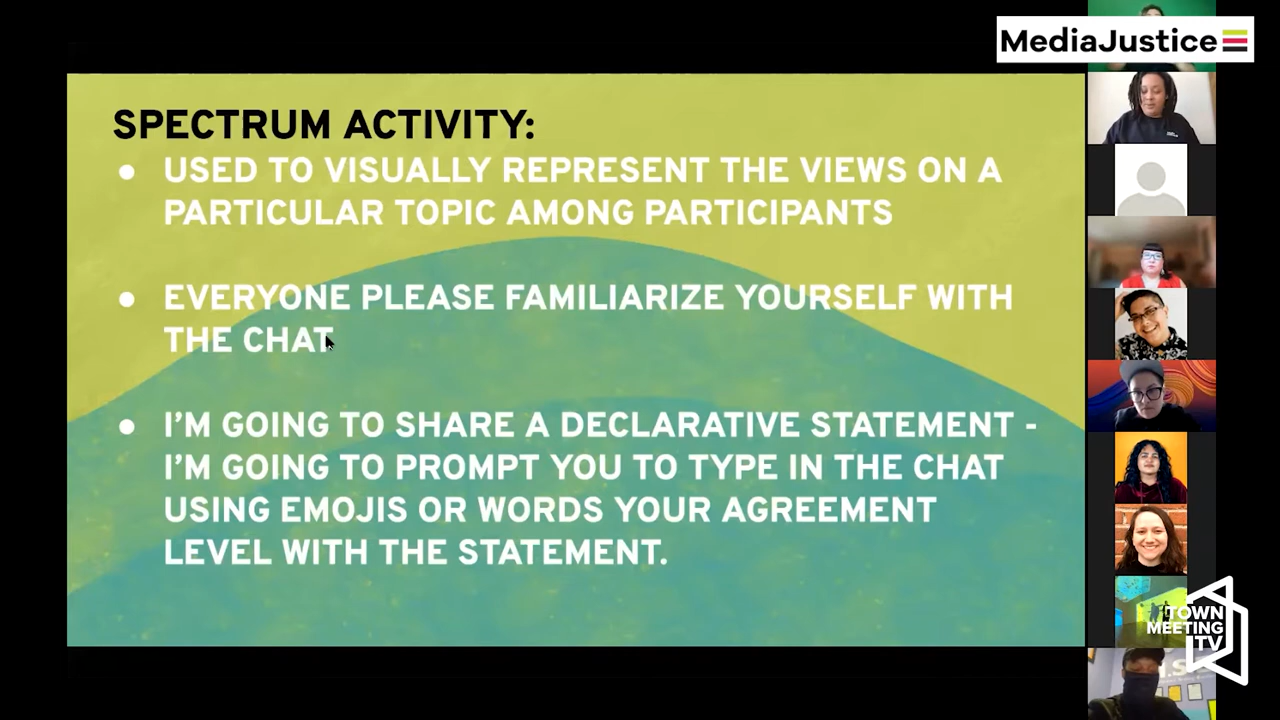 MediaJustice
SPECTRUM ACTIVITY:
● USED TO VISUALLY REPRESENT THE VIEWS ON A
PARTICULAR TOPIC AMONG PARTICIPANTS
● EVERYONE PLEASE FAMILIARIZE YOURSELF WITH
THE CHAT
● I'M GOING TO SHARE A DECLARATIVE STATEMENT -
I'M GOING TO PROMPT YOU TO TYPE IN THE CHAT
USING EMOJIS OR WORDS YOUR AGREEMENT
LEVEL WITH THE STATEMENT.
TOWN
MEETING
TV